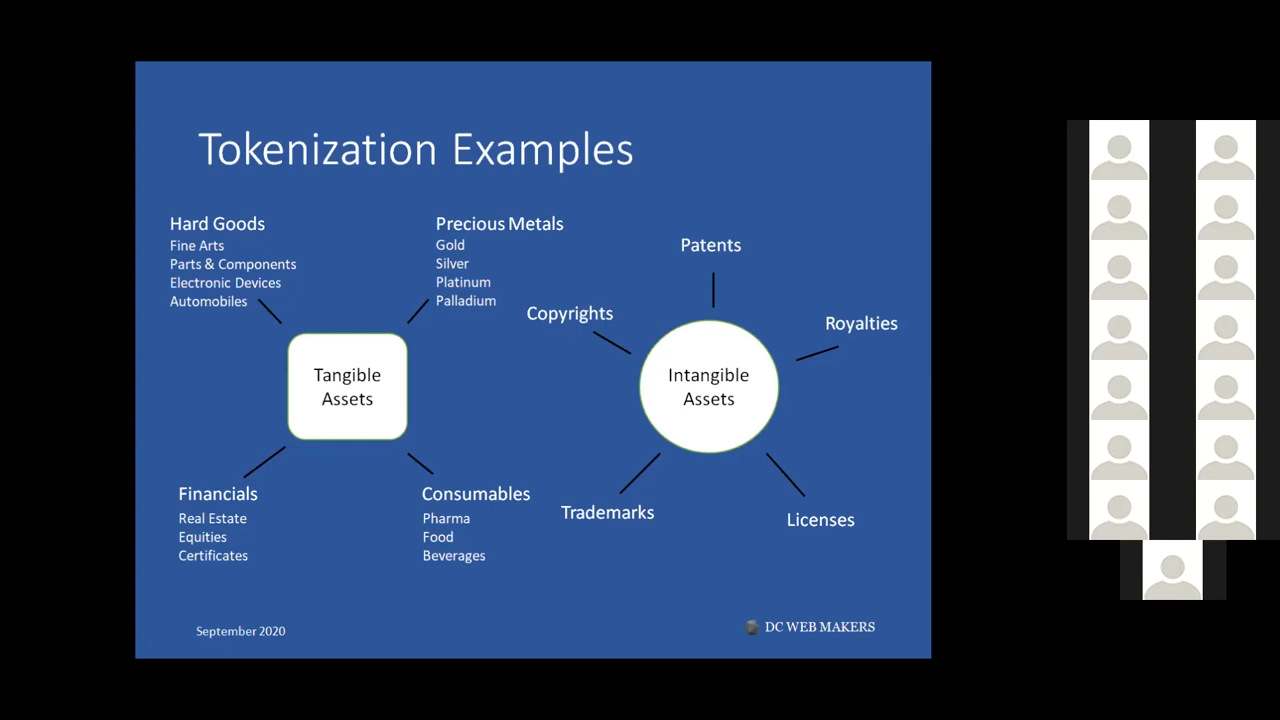 Tokenization Examples
Hard Goods
Fine Arts
Parts & Components
Electronic Devices
Automobiles
Precious Metals
Gold
Silver
Platinum
Palladium
Tangible
Assets
Financials
Real Estate
Equities
Certificates
Consumables
Pharma
Food
Beverages
Patents
Copyrights
Royalties
Intangible
Assets
Trademarks
Licenses
September 2020
DC WEB MAKERS